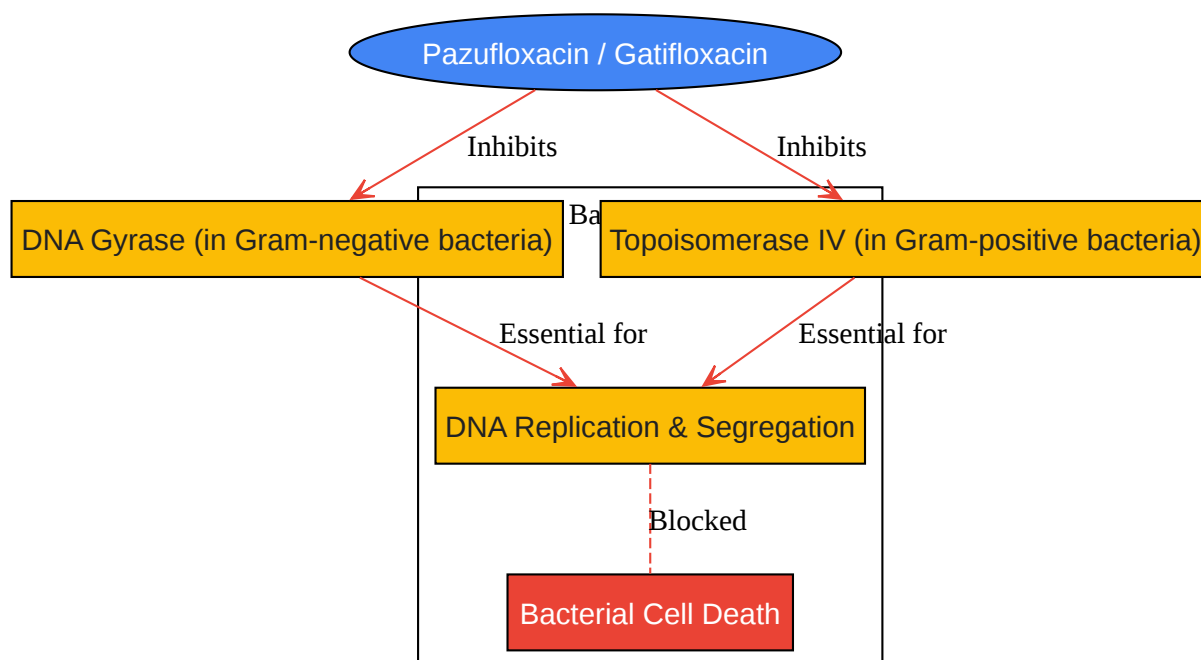 Pazufloxacin / Gatifloxacin
Inhibits
Inhibits
DNA Gyrase (in Gram-negative bacteria)
Topoisomerase IV (in Gram-positive bacteria)
Essential for
Essential for
DNA Replication & Segregation
Blocked
Bacterial Cell Death